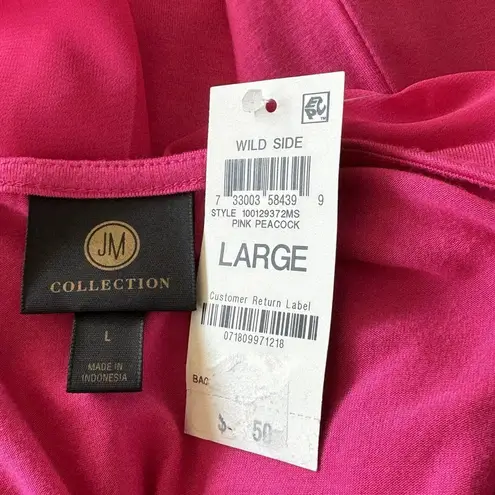 WILD SIDE
7 33003 58439 9
STYLE 100129372MS
PINK PEACOCK
LARGE
Customer Return Label
071809971218
BAC
$ 50
JM
COLLECTION
L
MADE IN
INDONESIA